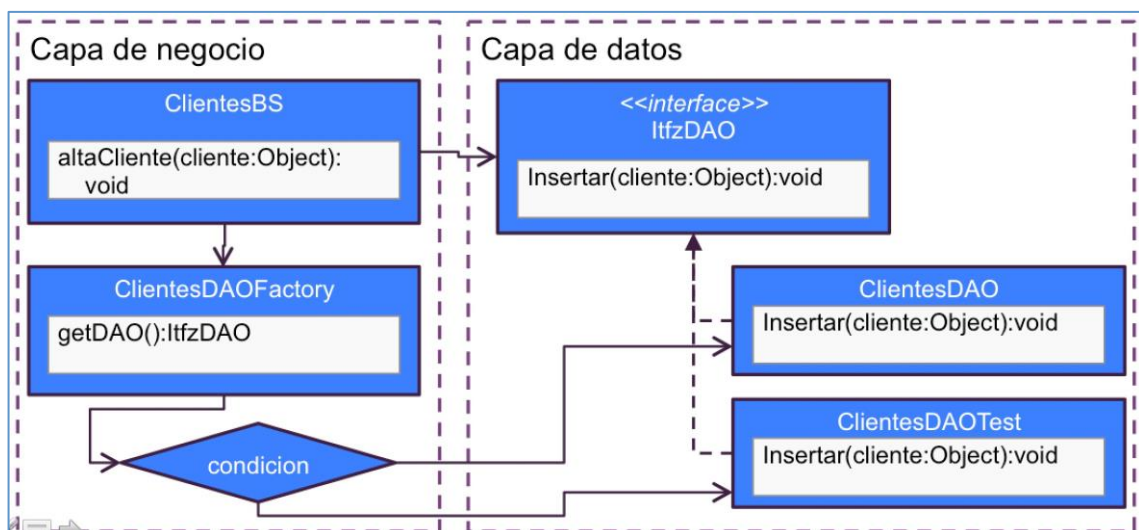 Capa de negocio
ClientesBS
altaCliente(cliente:Object):
void
ClientesDAOFactory
getDAO():ItfzDAO
condicion
Capa de datos
<<interface>>
ItfzDAO
Insertar(cliente:Object):void
ClientesDAO
Insertar(cliente:Object):void
ClientesDAOTest
Insertar(cliente:Object):void